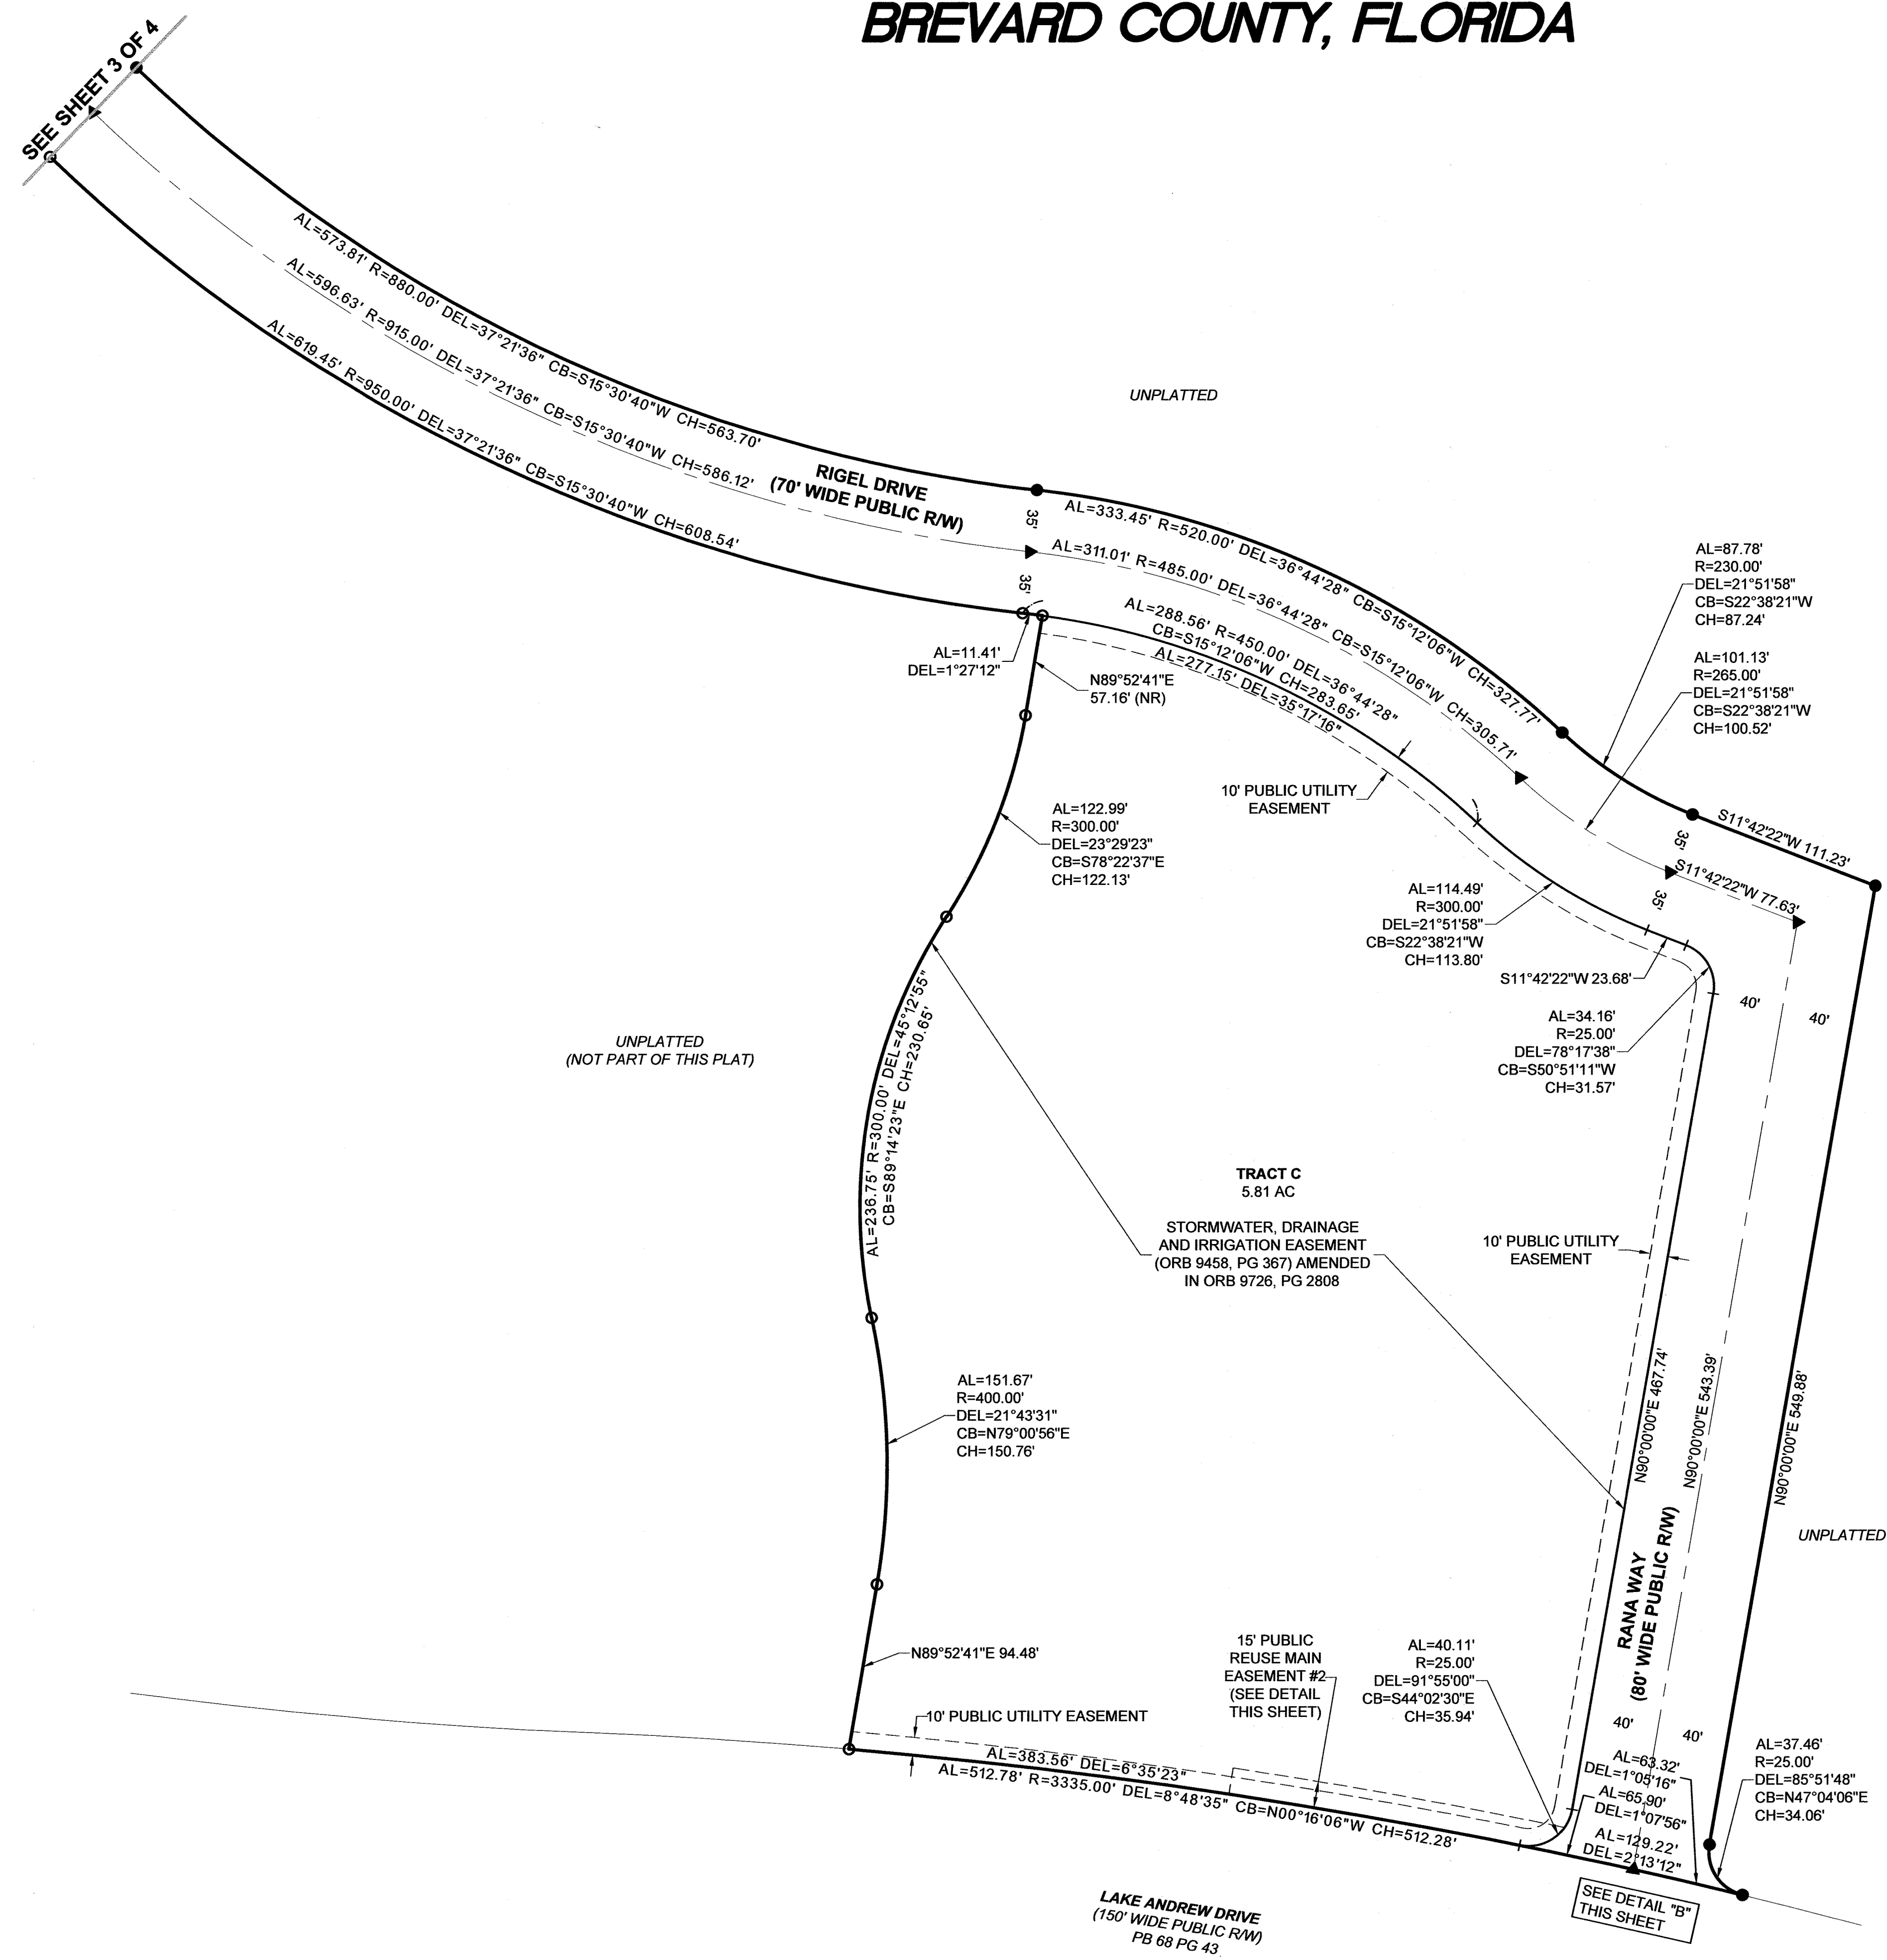 BREVARD COUNTY, FLORIDA
SEE SHEET 3 OF 4
AL=573.81' R=880.00' DEL=37°21'36" CB=S15°30'40"W CH=563.70'
AL=596.63' R=915.00' DEL=37°21'36" CB=S15°30'40"W CH=586.12'
AL=619.45' R=950.00' DEL=37°21'36" CB=S15°30'40"W CH=608.54'
RIGEL DRIVE
(70' WIDE PUBLIC R/W)
UNPLATTED
35'
35'
AL=333.45' R=520.00' DEL=36°44'28" CB=S15°12'06"W CH=327.77'
AL=311.01' R=485.00' DEL=36°44'28" CB=S15°12'06"W CH=305.71'
AL=288.56' R=450.00' DEL=36°44'28"
CB=S15°12'06"W CH=283.65'
AL=277.15' DEL=35°17'16"
AL=87.78'
R=230.00'
DEL=21°51'58"
CB=S22°38'21"W
CH=87.24'
AL=101.13'
R=265.00'
DEL=21°51'58"
CB=S22°38'21"W
CH=100.52'
AL=11.41'
DEL=1°27'12"
N89°52'41"E
57.16' (NR)
10' PUBLIC UTILITY
EASEMENT
S11°42'22"W 111.23'
35'
S11°42'22"W 77.63'
35'
AL=122.99'
R=300.00'
DEL=23°29'23"
CB=S78°22'37"E
CH=122.13'
AL=114.49'
R=300.00'
DEL=21°51'58"
CB=S22°38'21"W
CH=113.80'
S11°42'22"W 23.68'
40'
40'
AL=34.16'
R=25.00'
DEL=78°17'38"
CB=S50°51'11"W
CH=31.57'
UNPLATTED
(NOT PART OF THIS PLAT)
AL=236.75' R=300.00' DEL=45°12'55"
CB=S89°14'23"E CH=230.65'
TRACT C
5.81 AC
STORMWATER, DRAINAGE
AND IRRIGATION EASEMENT
(ORB 9458, PG 367) AMENDED
IN ORB 9726, PG 2808
10' PUBLIC UTILITY
EASEMENT
AL=151.67'
R=400.00'
DEL=21°43'31"
CB=N79°00'56"E
CH=150.76'
N90°00'00"E 467.74'
N90°00'00"E 543.39'
N90°00'00"E 549.88'
UNPLATTED
RANA WAY
(80' WIDE PUBLIC R/W)
N89°52'41"E 94.48'
10' PUBLIC UTILITY EASEMENT
15' PUBLIC
REUSE MAIN
EASEMENT #2
(SEE DETAIL
THIS SHEET)
AL=40.11'
R=25.00'
DEL=91°55'00"
CB=S44°02'30"E
CH=35.94'
40'
40'
AL=63.32'
DEL=1°05'16"
AL=65.90'
DEL=1°07'56"
AL=129.22'
DEL=2°13'12"
AL=37.46'
R=25.00'
DEL=85°51'48"
CB=N47°04'06"E
CH=34.06'
AL=383.56' DEL=6°35'23"
AL=512.78' R=3335.00' DEL=8°48'35" CB=N00°16'06"W CH=512.28'
SEE DETAIL "B"
THIS SHEET
LAKE ANDREW DRIVE
(150' WIDE PUBLIC R/W)
PB 68 PG 43